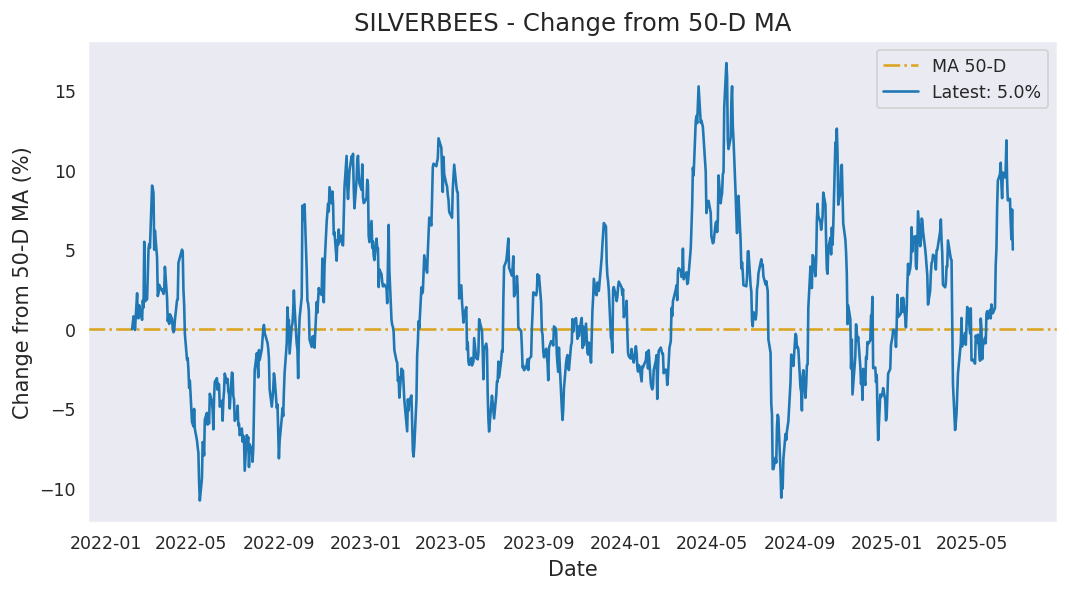 SILVERBEES - Change from 50-D MA
MA 50-D
Latest: 5.0%
Change from 50-D MA (%)
15
10
5
0
−5
−10
2022-01 2022-05 2022-09 2023-01 2023-05 2023-09 2024-01 2024-05 2024-09 2025-01 2025-05
Date